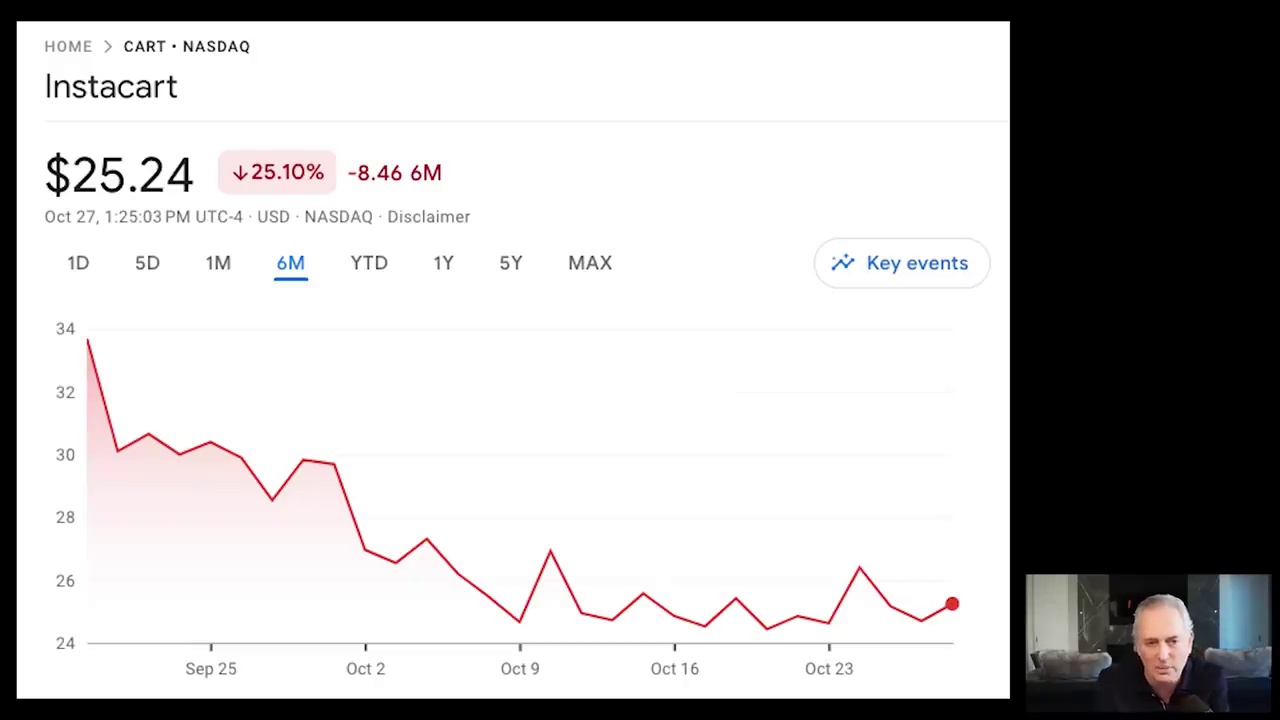 HOME > CART • NASDAQ
Instacart
$25.24 ↓25.10% -8.46 6M
Oct 27, 1:25:03 PM UTC-4 · USD · NASDAQ · Disclaimer
1D 5D 1M 6M YTD 1Y 5Y MAX Key events
34
32
30
28
26
24
Sep 25 Oct 2 Oct 9 Oct 16 Oct 23